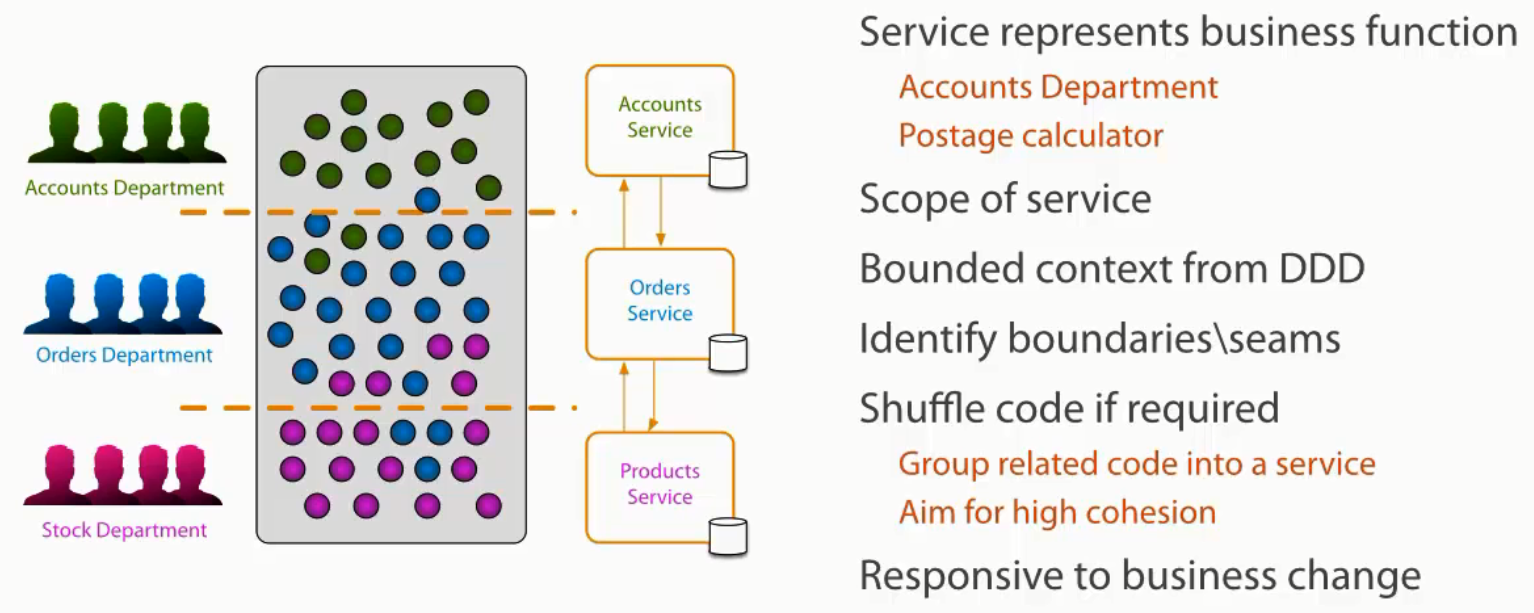 Accounts Department
Orders Department
Stock Department
Accounts
Service
Orders
Service
Products
Service
Service represents business function
Accounts Department
Postage calculator
Scope of service
Bounded context from DDD
Identify boundaries\seams
Shuffle code if required
Group related code into a service
Aim for high cohesion
Responsive to business change